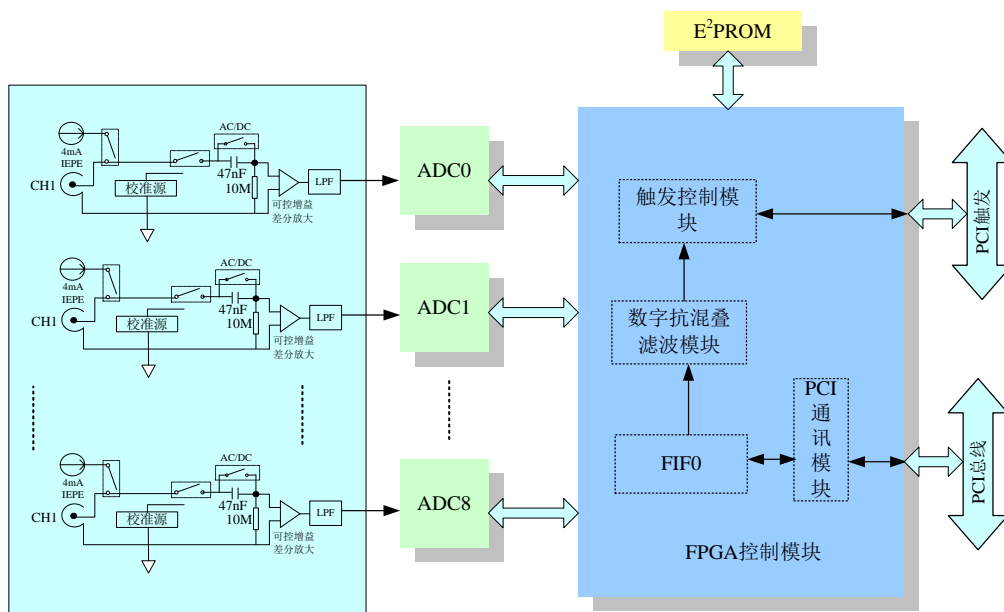 E²PROM
AC/DC
4mA
IEPE
47nF
10M
CH1
校准源
LPF
可控增益
差分放大
ADC0
AC/DC
4mA
IEPE
47nF
10M
CH1
校准源
LPF
可控增益
差分放大
ADC1
AC/DC
4mA
IEPE
47nF
10M
CH1
校准源
LPF
可控增益
差分放大
ADC8
触发控制模
块
数字抗混叠
滤波模块
FIF0
PCI
通
讯
模
块
FPGA控制模块
PCI触发
PCI总线